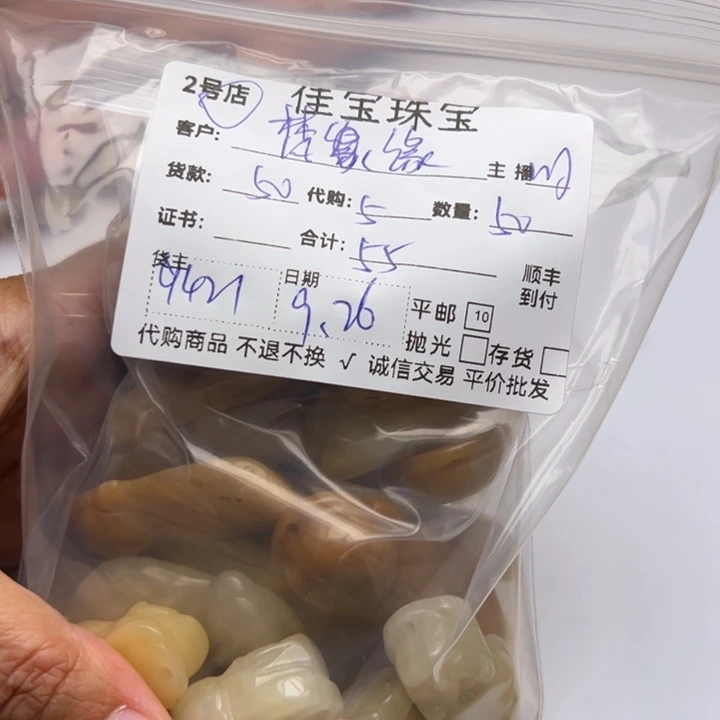 2号店 佳宝珠宝
客户: 缘 主播
货款: 50 代购: 5 数量: 50
证书: 合计: 55 顺丰到付
货主 9421 日期 9.26 平邮 10
抛光 存货
代购商品 不退不换 √ 诚信交易 平价批发